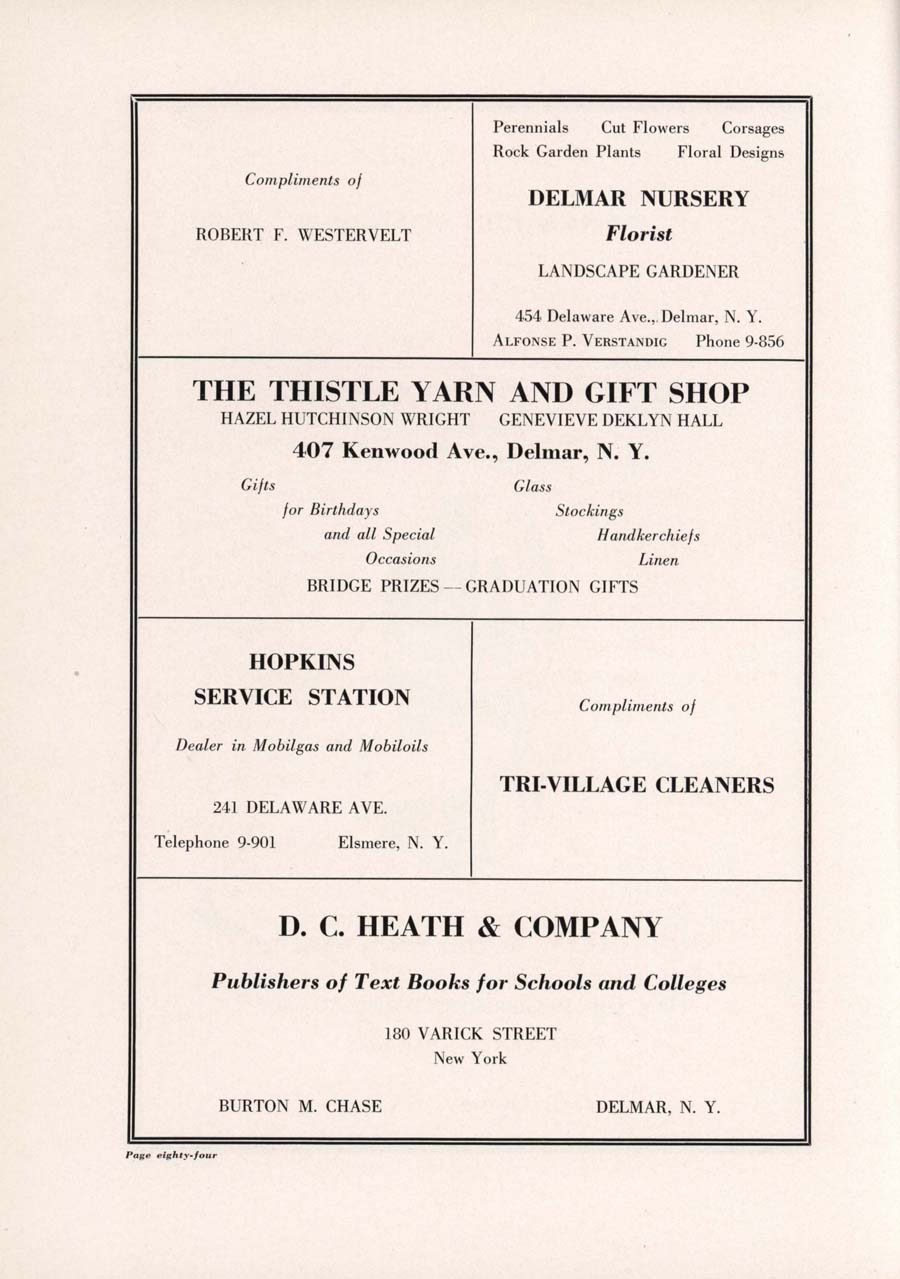 Compliments of
ROBERT F. WESTERVELT
Perennials Cut Flowers Corsages
Rock Garden Plants Floral Designs
DELMAR NURSERY
Florist
LANDSCAPE GARDENER
454 Delaware Ave., Delmar, N. Y.
ALFONSE P. VERSTANDIG Phone 9-856
THE THISTLE YARN AND GIFT SHOP
HAZEL HUTCHINSON WRIGHT GENEVIEVE DEKLYN HALL
407 Kenwood Ave., Delmar, N. Y.
Gifts
for Birthdays
and all Special
Occasions
Glass
Stockings
Handkerchiefs
Linen
BRIDGE PRIZES — GRADUATION GIFTS
HOPKINS
SERVICE STATION
Dealer in Mobilgas and Mobiloils
241 DELAWARE AVE.
Telephone 9-901 Elsmere, N. Y.
Compliments of
TRI-VILLAGE CLEANERS
D. C. HEATH & COMPANY
Publishers of Text Books for Schools and Colleges
180 VARICK STREET
New York
BURTON M. CHASE DELMAR, N. Y.
Page eighty-four